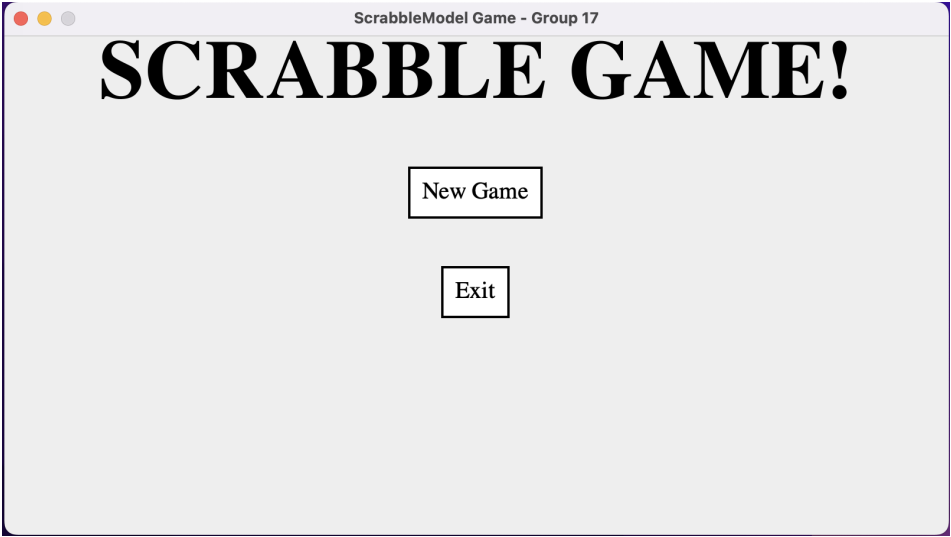 ScrabbleModel Game - Group 17
SCRABBLE GAME!
New Game
Exit